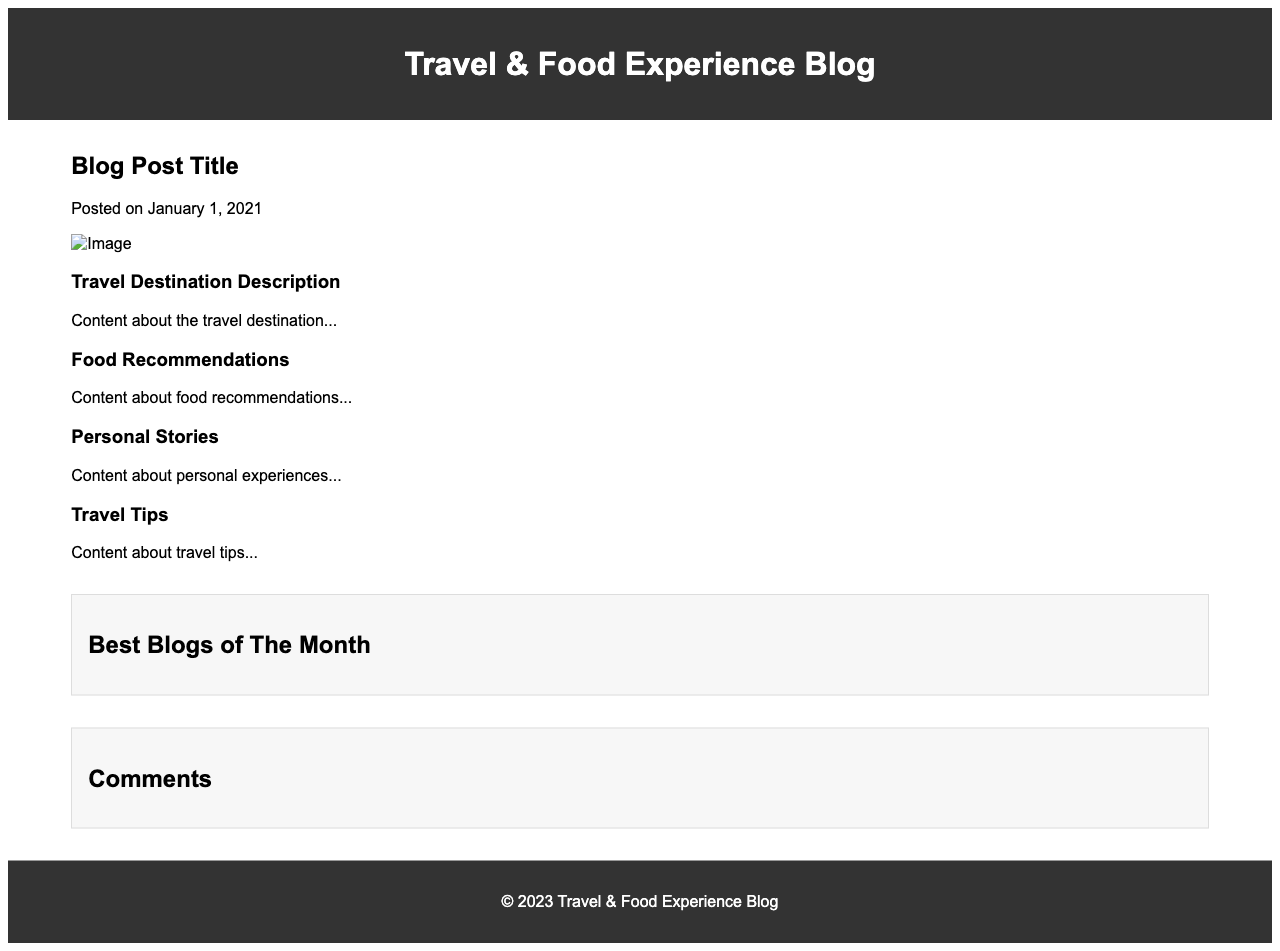 Travel & Food Experience Blog
Blog Post Title
Posted on January 1, 2021
Image
Travel Destination Description
Content about the travel destination...
Food Recommendations
Content about food recommendations...
Personal Stories
Content about personal experiences...
Travel Tips
Content about travel tips...
Best Blogs of The Month
Comments
© 2023 Travel & Food Experience Blog